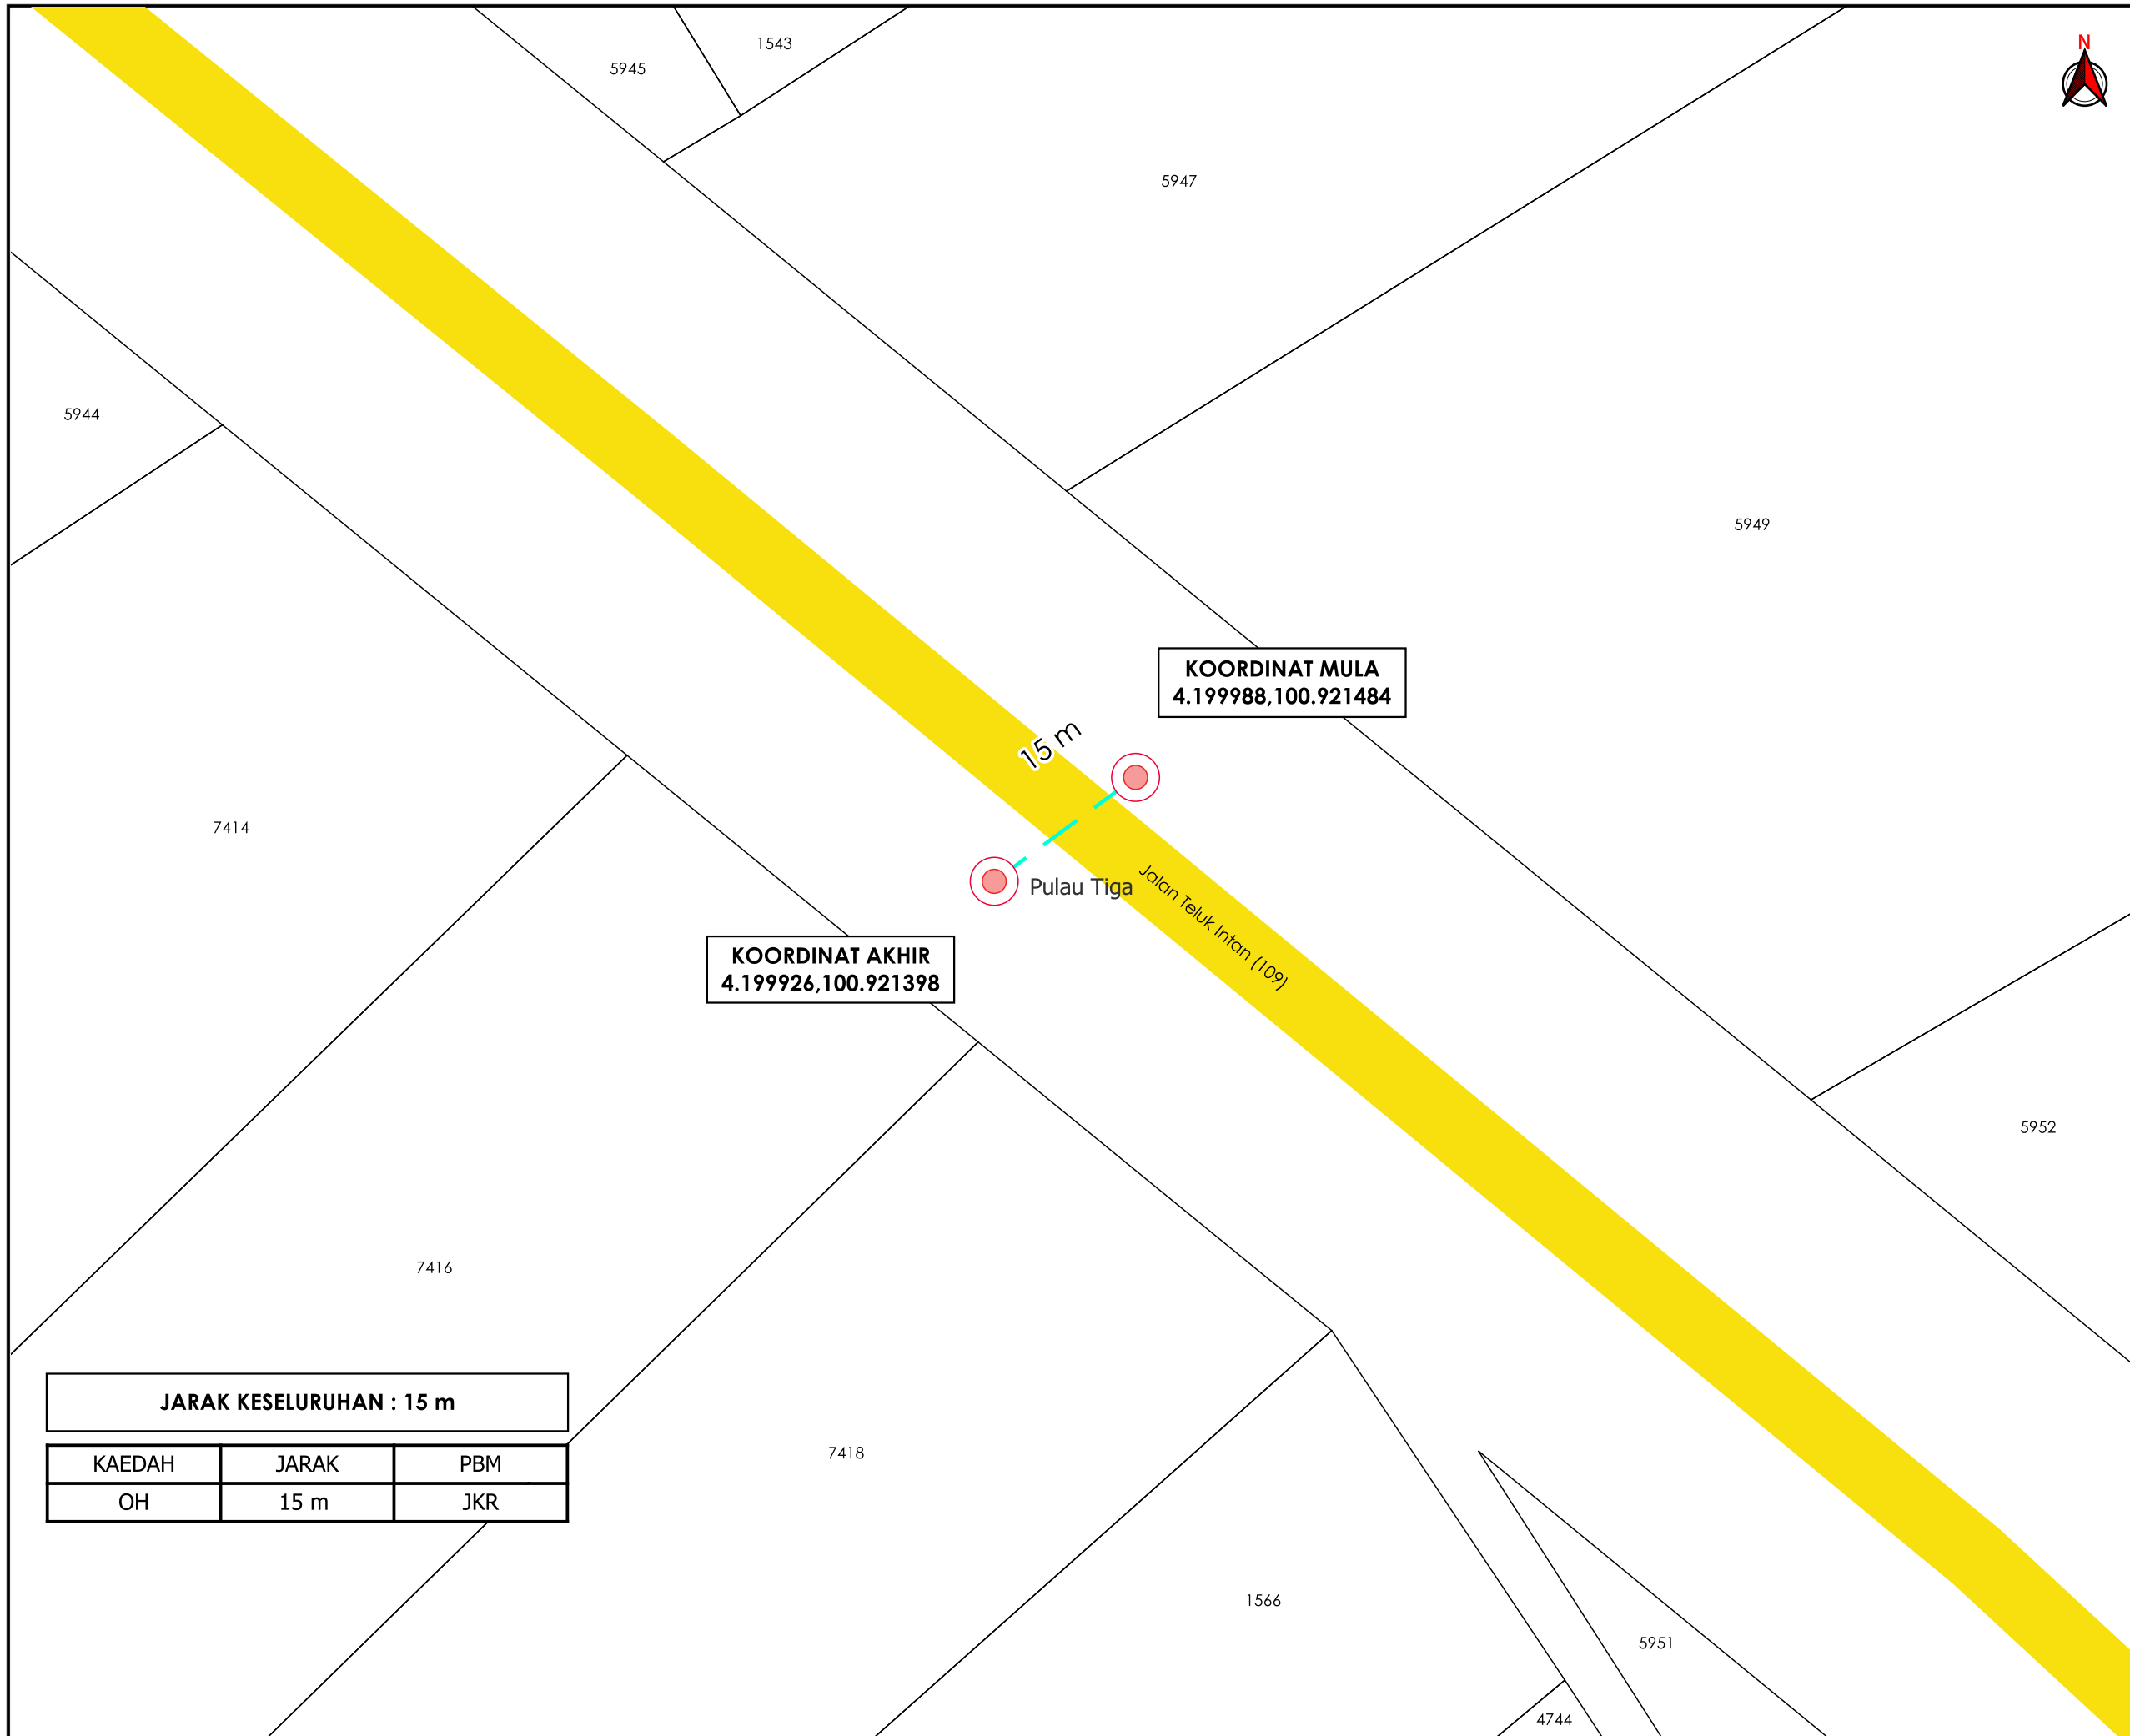 1543
5945
N
5947
5944
5949
KOORDINAT MULA
4.199988,100.921484
15 m
7414
Pulau Tiga
Jalan Teluk Intan (109)
KOORDINAT AKHIR
4.199926,100.921398
5952
7416
JARAK KESELURUHAN : 15 m
KAEDAH JARAK PBM
OH 15 m JKR
7418
1566
5951
4744